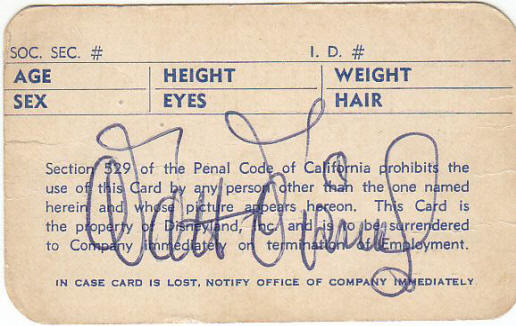 SOC. SEC. # I. D. #
AGE HEIGHT WEIGHT
SEX EYES HAIR
Section 529 of the Penal Code of California prohibits the
use of this Card by any person other than the one named
herein and whose picture appears hereon. This Card is
the property of Disneyland, Inc. and is to be surrendered
to Company immediately on termination of Employment.
Walt Disney
IN CASE CARD IS LOST, NOTIFY OFFICE OF COMPANY IMMEDIATELY